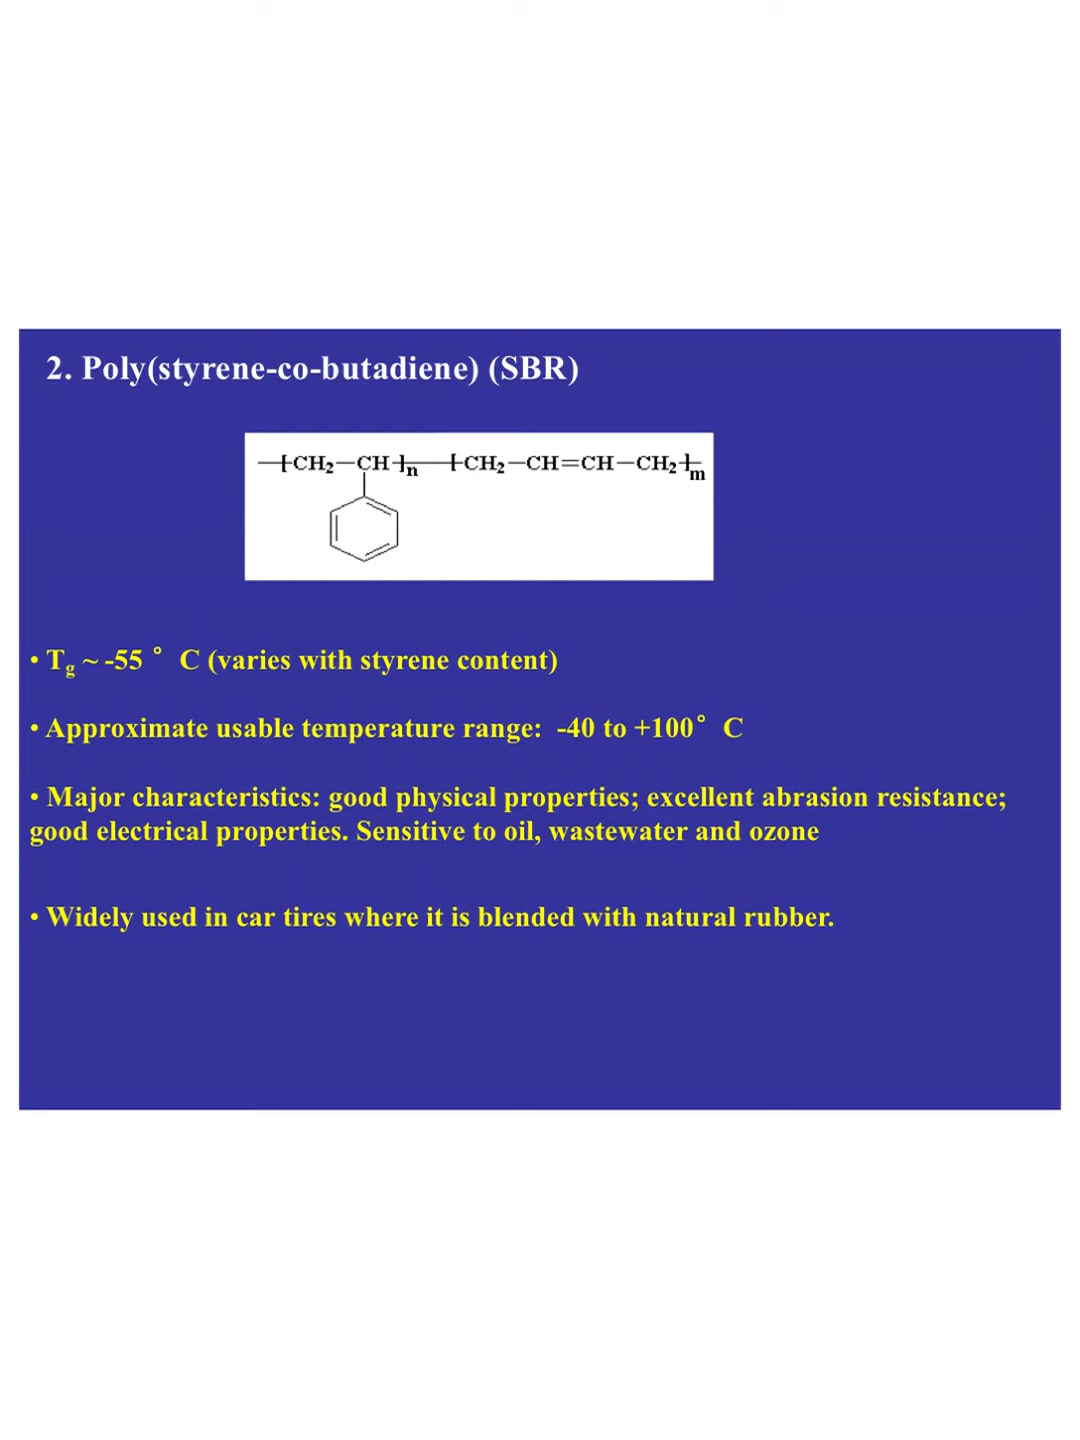 2. Poly(styrene-co-butadiene) (SBR)
-[CH2-CH-]n-[CH2-CH=CH-CH2-]m
• Tg ~ -55 ° C (varies with styrene content)
• Approximate usable temperature range:  -40 to +100° C
• Major characteristics: good physical properties; excellent abrasion resistance;
good electrical properties. Sensitive to oil, wastewater and ozone
• Widely used in car tires where it is blended with natural rubber.